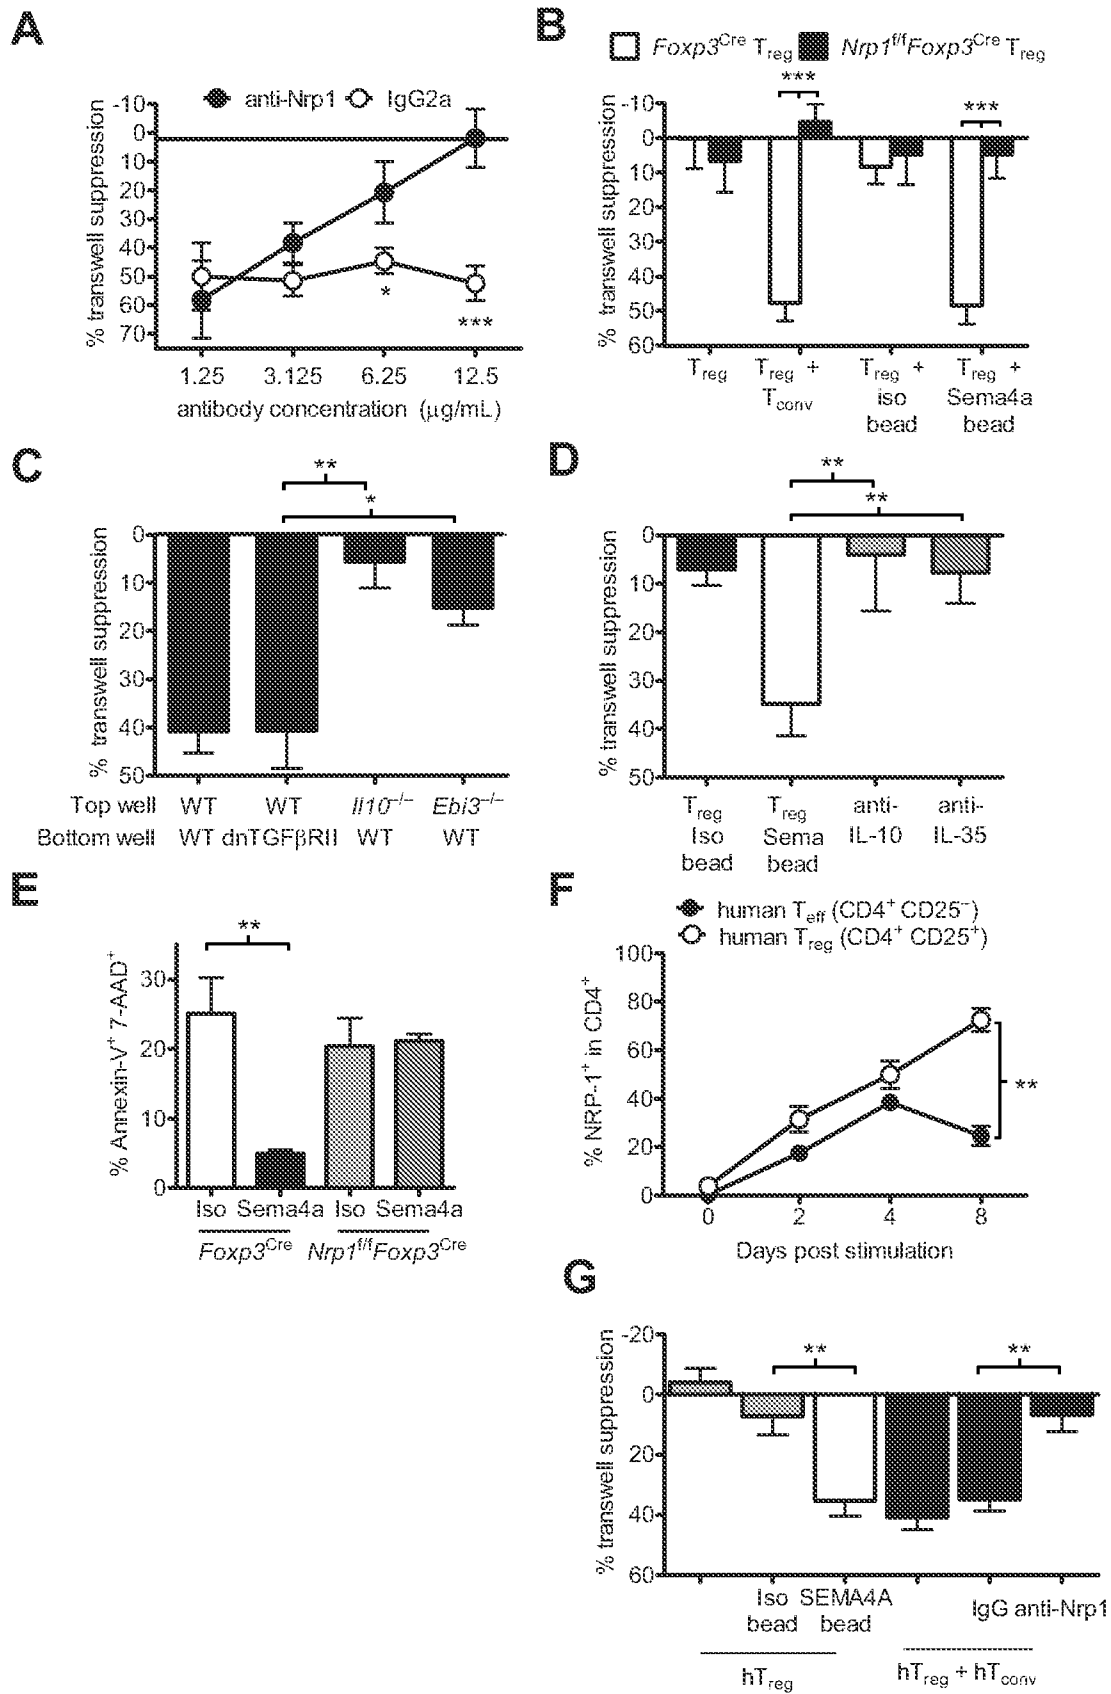 A
anti-Nrp1 IgG2a
% transwell suppression
-10
0
10
20
30
40
50
60
70
*
***
1.25 3.125 6.25 12.5
antibody concentration (μg/mL)
B
Foxp3Cre Treg Nrp1f/fFoxp3Cre Treg
% transwell suppression
-10
0
10
20
30
40
50
60
***
***
Treg Treg + Treg + Treg +
Tconv iso Sema4a
bead bead
C
% transwell suppression
0
10
20
30
40
50
**
*
Top well WT WT Il10−/− Ebi3−/−
Bottom well WT dnTGFβRII WT WT
D
% transwell suppression
0
10
20
30
40
50
**
**
Treg Treg anti- anti-
Iso Sema IL-10 IL-35
bead bead
E
% Annexin-V+ 7-AAD+
30
20
10
0
**
Iso Sema4a Iso Sema4a
Foxp3Cre Nrp1f/fFoxp3Cre
F
human Teff (CD4+ CD25−)
human Treg (CD4+ CD25+)
% NRP-1+ in CD4+
100
80
60
40
20
0
**
0 2 4 8
Days post stimulation
G
% transwell suppression
-20
0
20
40
60
**
**
Iso SEMA4A IgG anti-Nrp1
bead bead
hTreg hTreg + hTconv